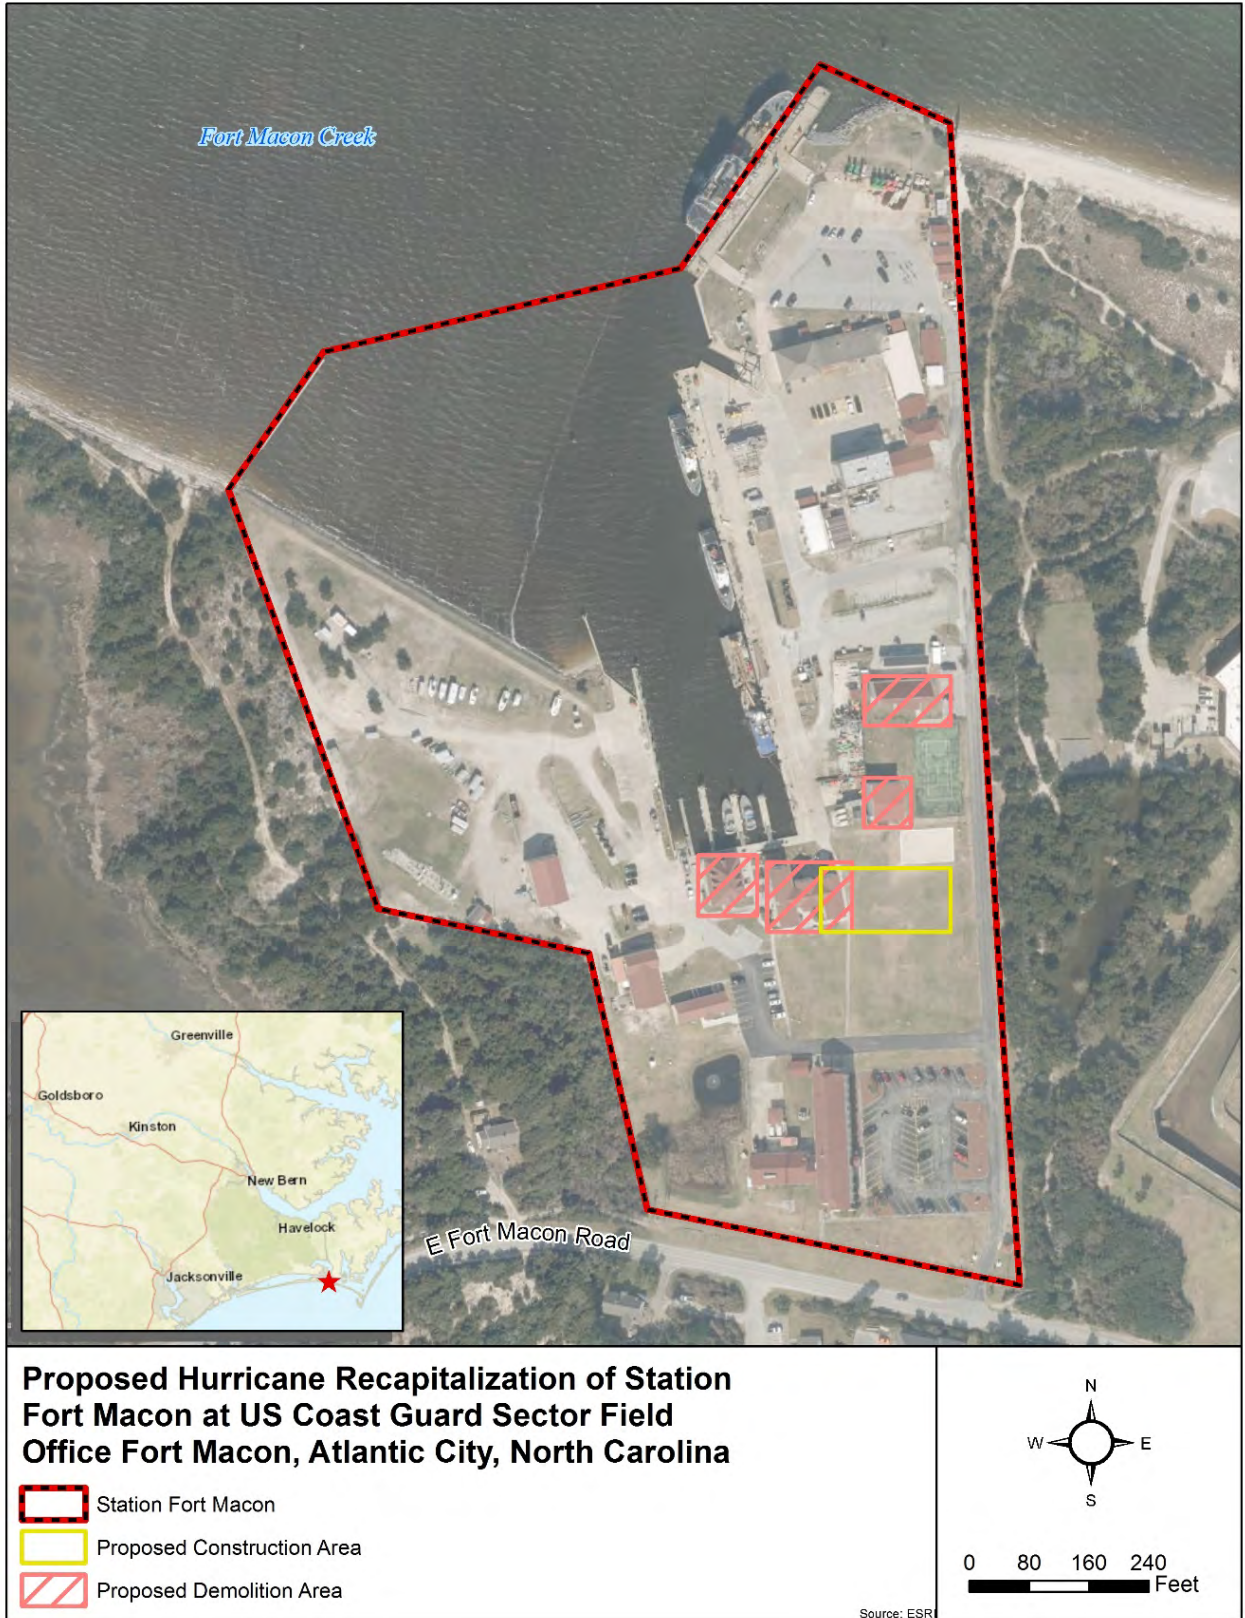 Fort Macon Creek
Greenville
Goldsboro
Kinston
New Bern
Havelock
Jacksonville
E Fort Macon Road
Proposed Hurricane Recapitalization of Station
Fort Macon at US Coast Guard Sector Field
Office Fort Macon, Atlantic City, North Carolina
Station Fort Macon
Proposed Construction Area
Proposed Demolition Area
N
W E
S
0 80 160 240
Feet
Source: ESRI